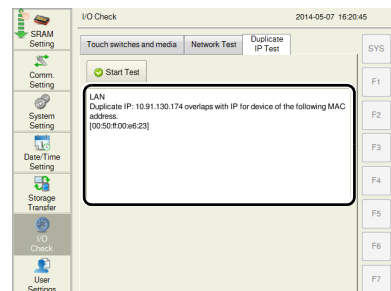 I/O Check
2014-05-07 16:20:45
SRAM
Setting
Comm.
Setting
System
Setting
Date/Time
Setting
Storage
Transfer
I/O
Check
User
Settings
Touch switches and media
Network Test
Duplicate
IP Test
Start Test
LAN
Duplicate IP: 10.91.130.174 overlaps with IP for device of the following MAC
address.
[00:50:ff:00:e6:23]
SYS
F1
F2
F3
F4
F5
F6
F7